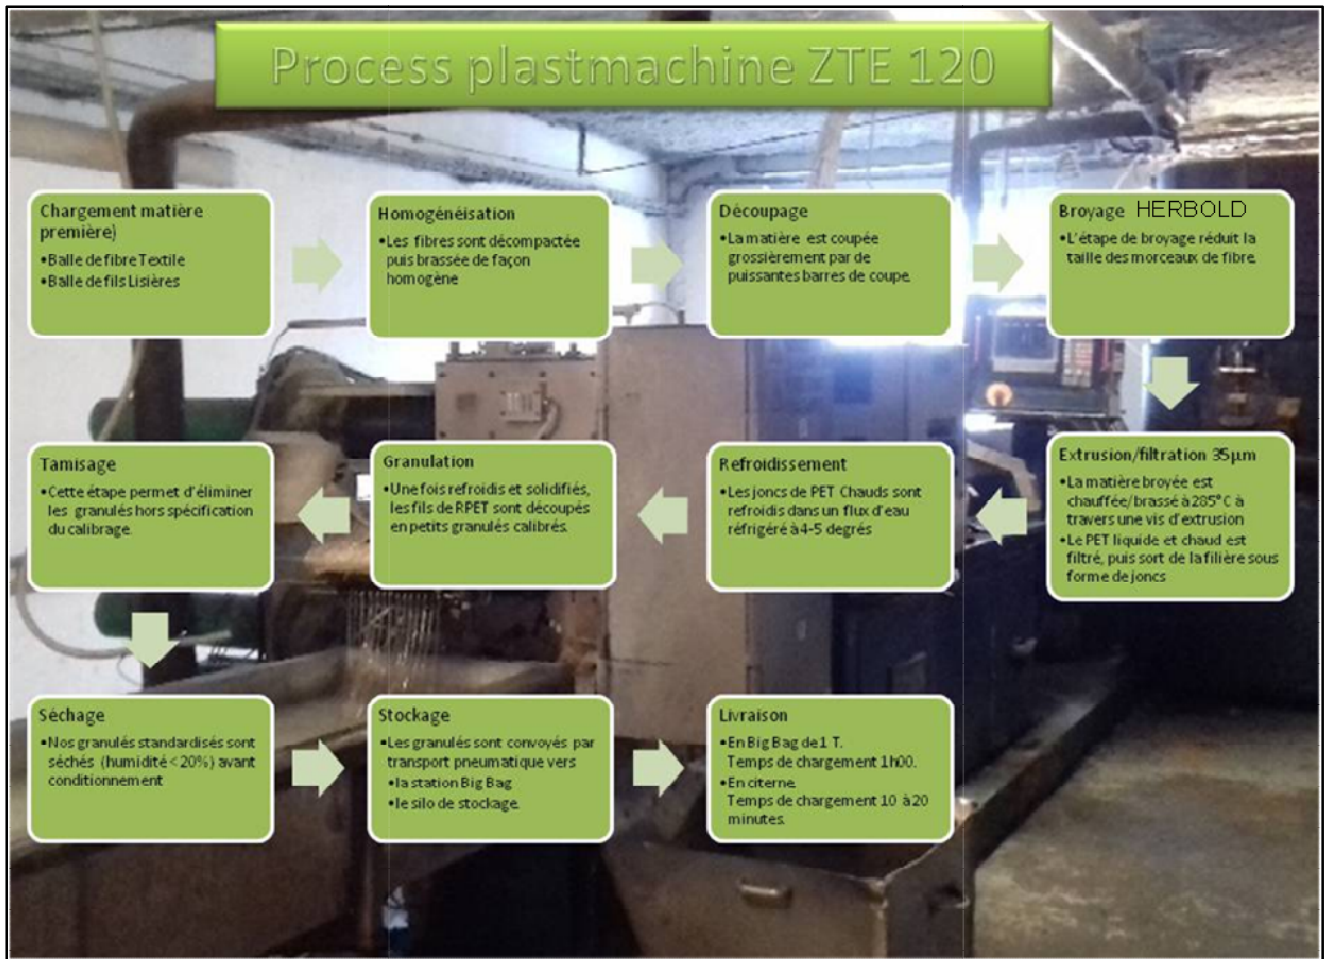 Process plastmachine ZTE 120
Chargement matière
première)
•Balle de fibre Textile
•Balle de fils Lisières
Homogénéisation
•Les fibres sont décompactée
puis brassée de façon
homogène
Découpage
•La matière est coupée
grossièrement par de
puissantes barres de coupe.
Broyage HERBOLD
•L'étape de broyage réduit la
taille des morceaux de fibre.
Extrusion/filtration 35µm
•La matière broyée est
chauffée/brassé à 285°C à
travers une vis d'extrusion
•Le PET liquide et chaud est
filtré, puis sort de la filière sous
forme de joncs
Refroidissement
•Les joncs de PET Chauds sont
refroidis dans un flux d'eau
réfrigéré à 4-5 degrés
Granulation
•Une fois refroidis et solidifiés,
les fils de RPET sont découpés
en petits granulés calibrés.
Tamisage
•Cette étape permet d'éliminer
les granulés hors spécification
du calibrage.
Séchage
•Nos granulés standardisés sont
séchés (humidité<20%) avant
conditionnement
Stockage
•Les granulés sont convoyés par
transport pneumatique vers
•la station Big Bag
•le silo de stockage.
Livraison
•En Big Bag de 1 T.
Temps de chargement 1h00.
•En citerne.
Temps de chargement 10 à 20
minutes.